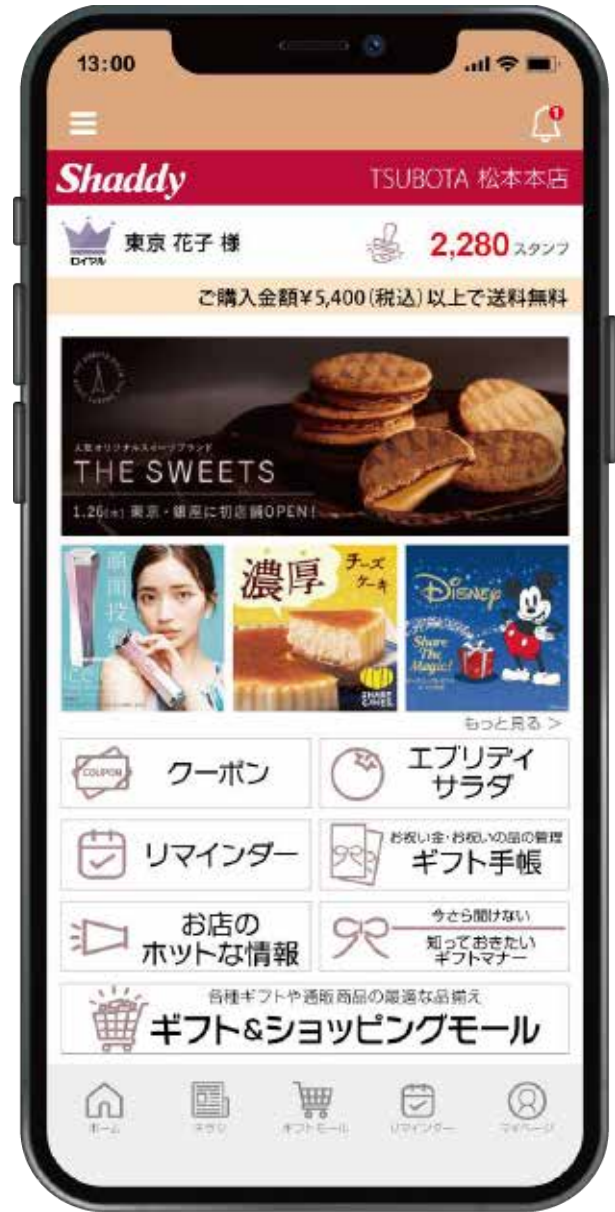 13:00
1
Shaddy
TSUBOTA 松本本店
ロイヤル
東京 花子 様
2,280 スタンプ
ご購入金額¥5,400(税込)以上で送料無料
人気オリジナルスイーツブランド
THE SWEETS
1.26(水) 東京・銀座に初店舗OPEN!
顔間投資
濃厚
チーズ
ケーキ
Disney
Share
The
Magic!
もっと見る >
COUPON
クーポン
エブリディ
サラダ
リマインダー
お祝い金・お祝いの品の管理
ギフト手帳
お店の
ホットな情報
今さら聞けない
知っておきたい
ギフトマナー
各種ギフトや通販商品の最適な品揃え
ギフト&ショッピングモール
ホーム
チラシ
ギフトモール
リマインダー
マイページ